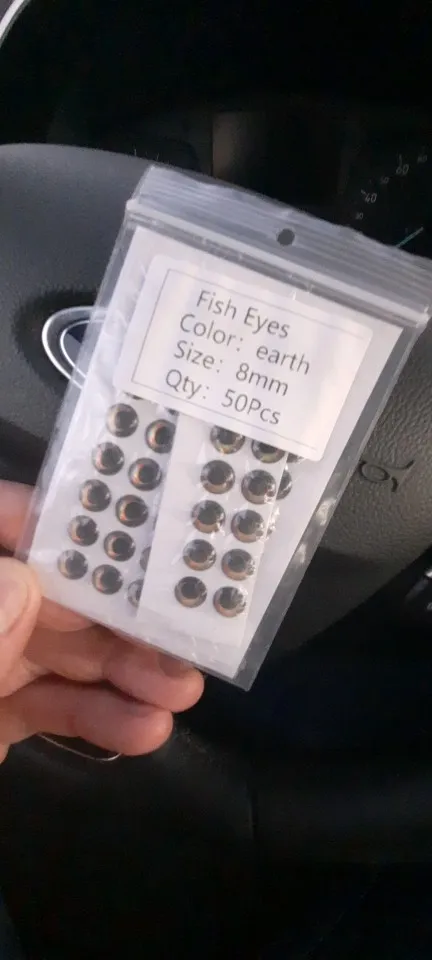 Fish Eyes
Color: earth
Size: 8mm
Qty: 50Pcs